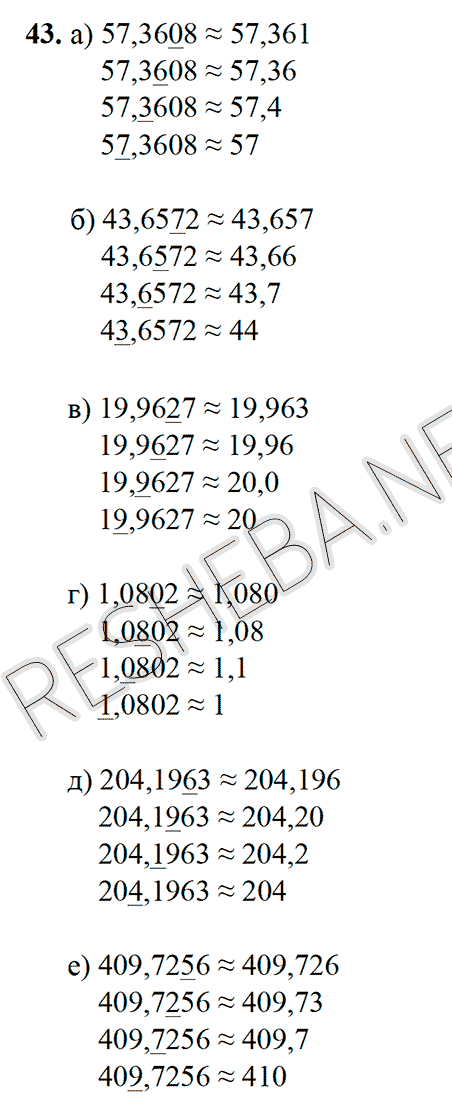 43. а) 57,3608 ≈ 57,361
57,3608 ≈ 57,36
57,3608 ≈ 57,4
57,3608 ≈ 57
б) 43,6572 ≈ 43,657
43,6572 ≈ 43,66
43,6572 ≈ 43,7
43,6572 ≈ 44
в) 19,9627 ≈ 19,963
19,9627 ≈ 19,96
19,9627 ≈ 20,0
19,9627 ≈ 20
г) 1,0802 ≈ 1,080
1,0802 ≈ 1,08
1,0802 ≈ 1,1
1,0802 ≈ 1
д) 204,1963 ≈ 204,196
204,1963 ≈ 204,20
204,1963 ≈ 204,2
204,1963 ≈ 204
е) 409,7256 ≈ 409,726
409,7256 ≈ 409,73
409,7256 ≈ 409,7
409,7256 ≈ 410
RESHEBA.NE